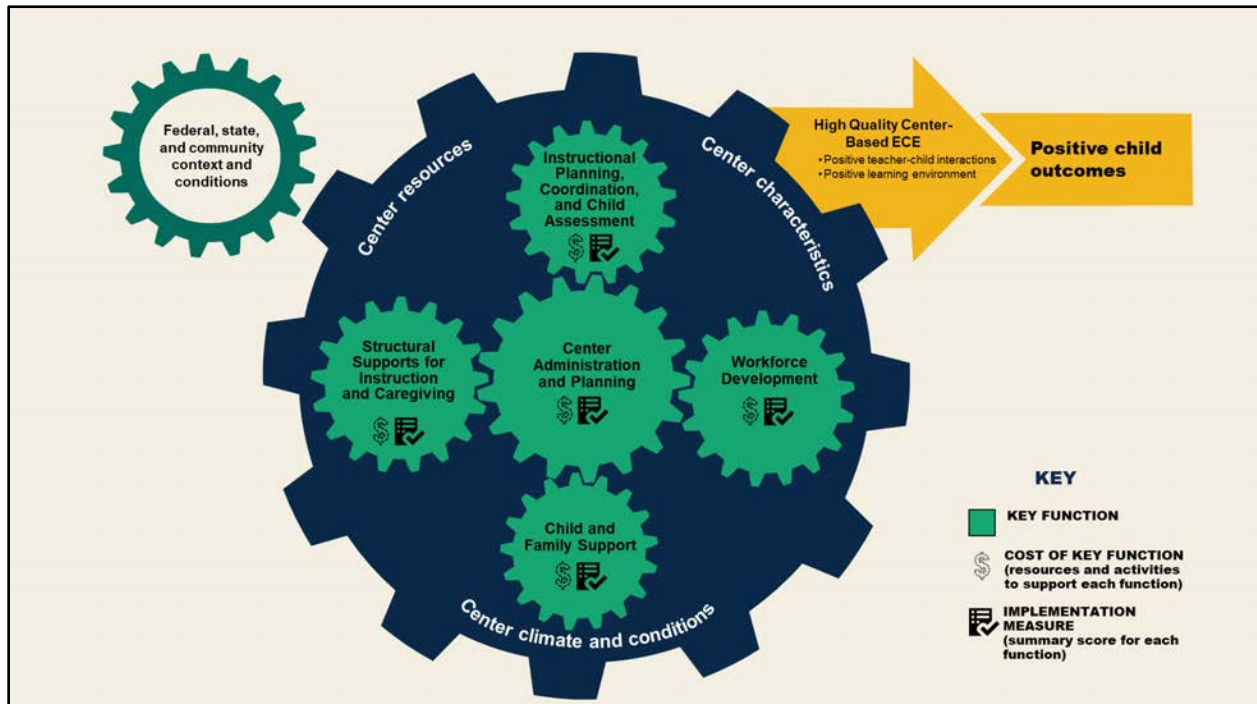 Federal, state,
and community
context and
conditions
Center resources
Center characteristics
Center climate and conditions
Instructional
Planning,
Coordination,
and Child
Assessment
Structural
Supports for
Instruction
and Caregiving
Center
Administration
and Planning
Workforce
Development
Child and
Family Support
High Quality Center-
Based ECE
•Positive teacher-child interactions
•Positive learning environment
Positive child
outcomes
KEY
KEY FUNCTION
COST OF KEY FUNCTION
(resources and activities
to support each function)
IMPLEMENTATION
MEASURE
(summary score for each
function)